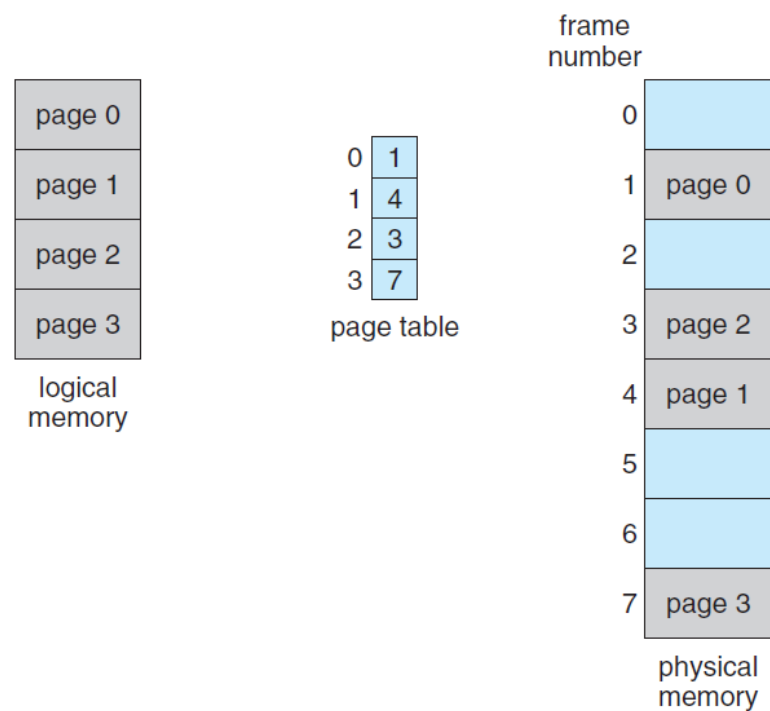 page 0
page 1
page 2
page 3
logical
memory
0 1
1 4
2 3
3 7
page table
frame
number
0
1 page 0
2
3 page 2
4 page 1
5
6
7 page 3
physical
memory